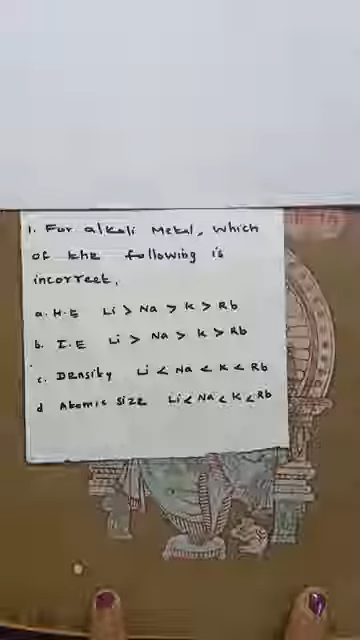 1. For alkali Metal, which
of the following is
incorrect.
a. H.E Li > Na > K > Rb
b. I.E Li > Na > K > Rb
c. Density Li < Na < K < Rb
d Atomic size Li < Na < K < Rb